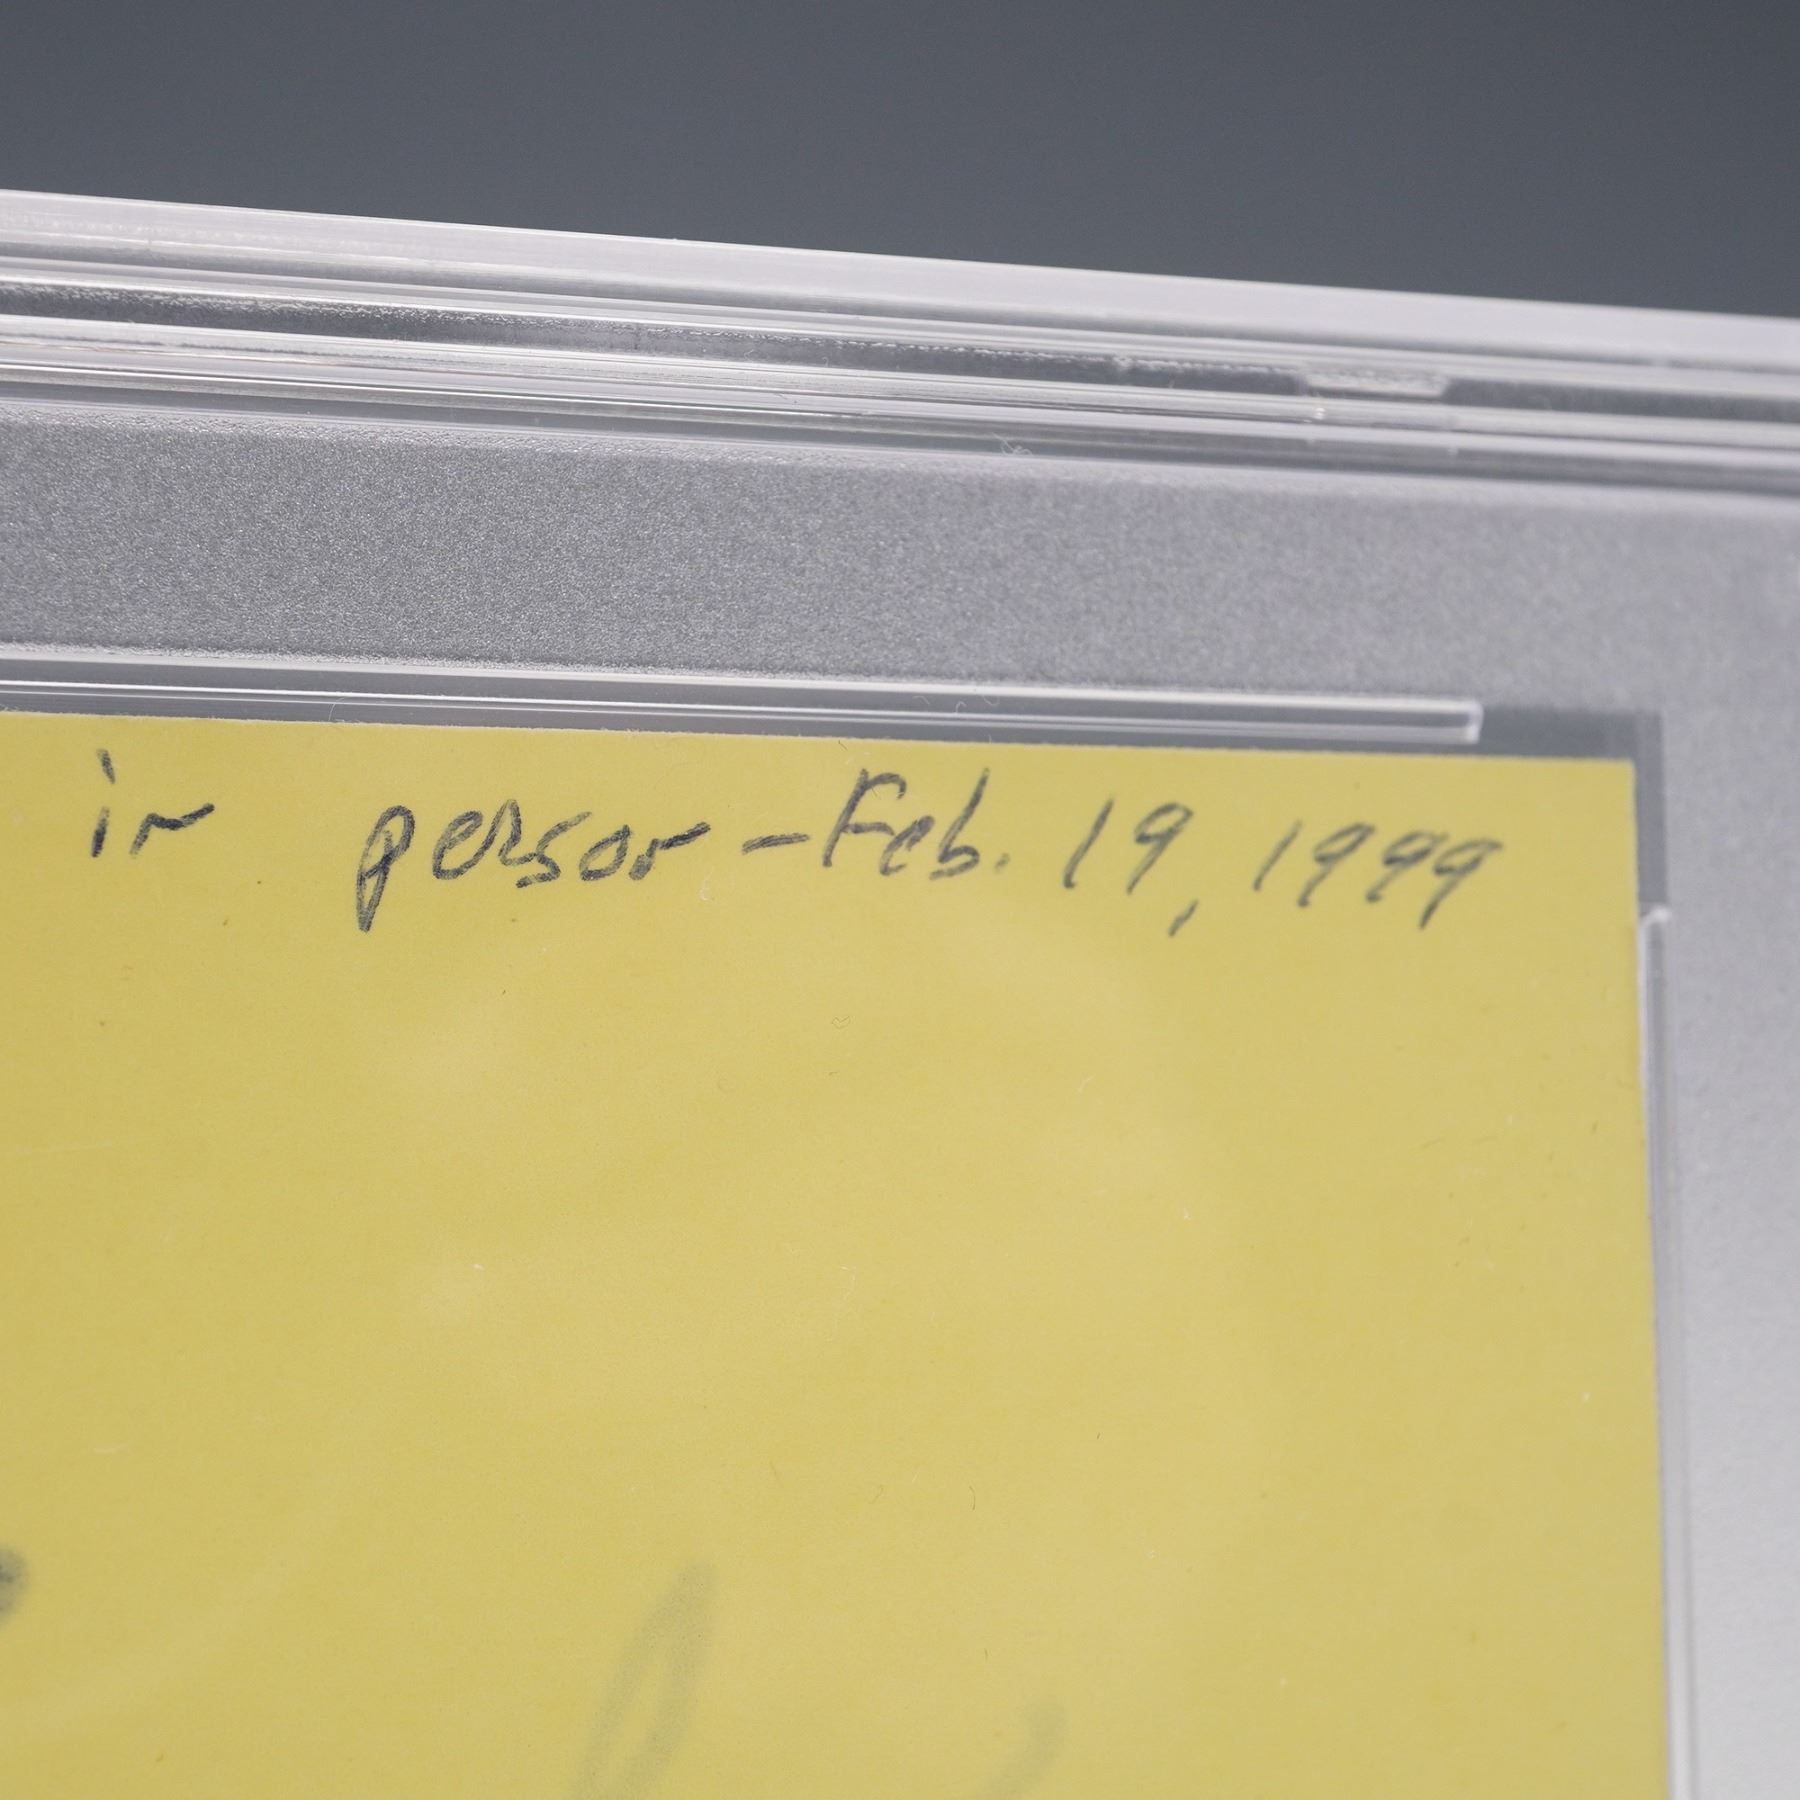 in person - Feb. 19, 1999